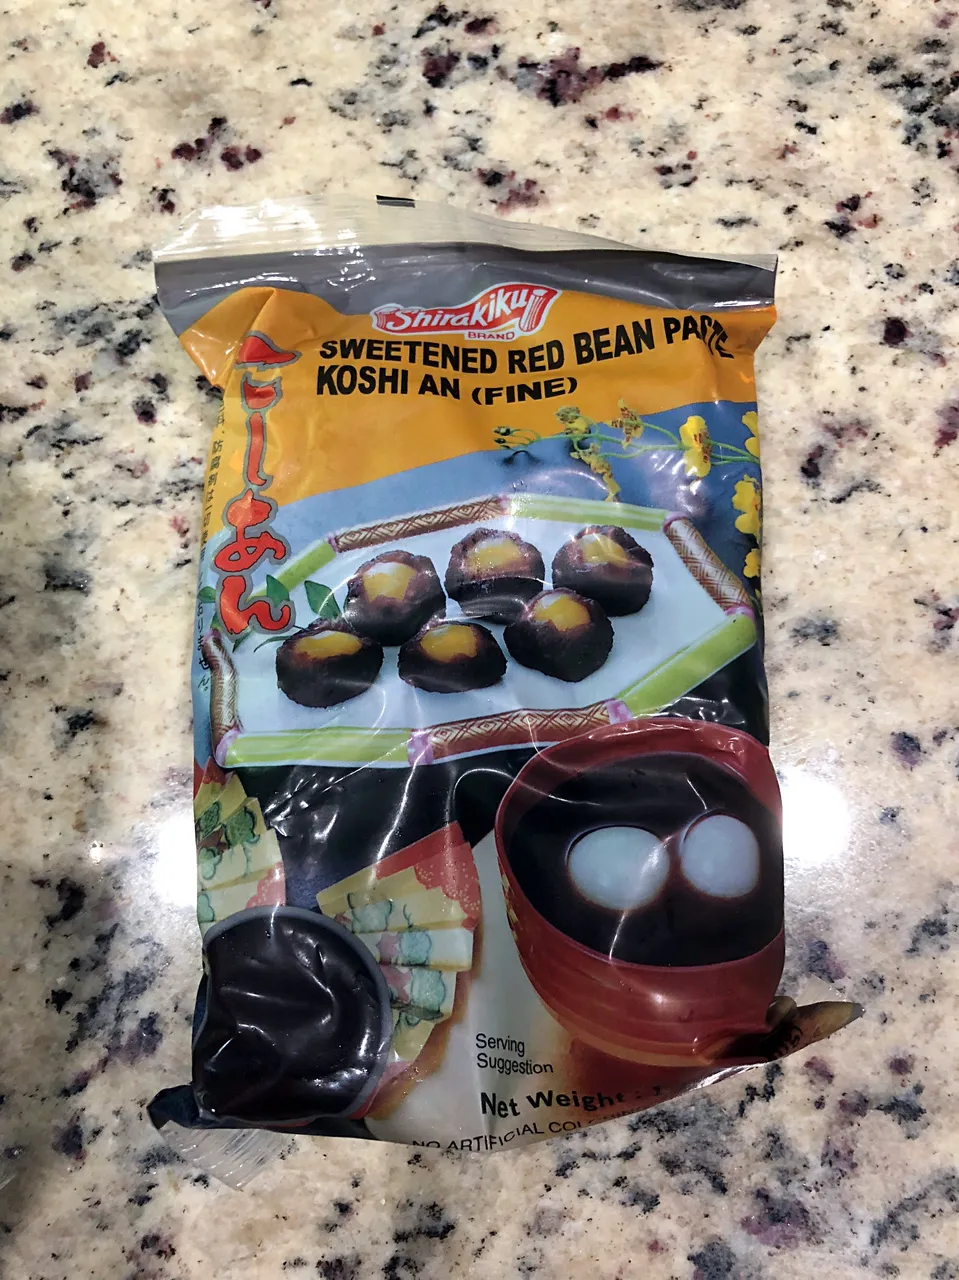 Shirakiku
BRAND
SWEETENED RED BEAN PASTE
KOSHI AN (FINE)
こしあん
Serving
Suggestion
Net Weight :
NO ARTIFICIAL